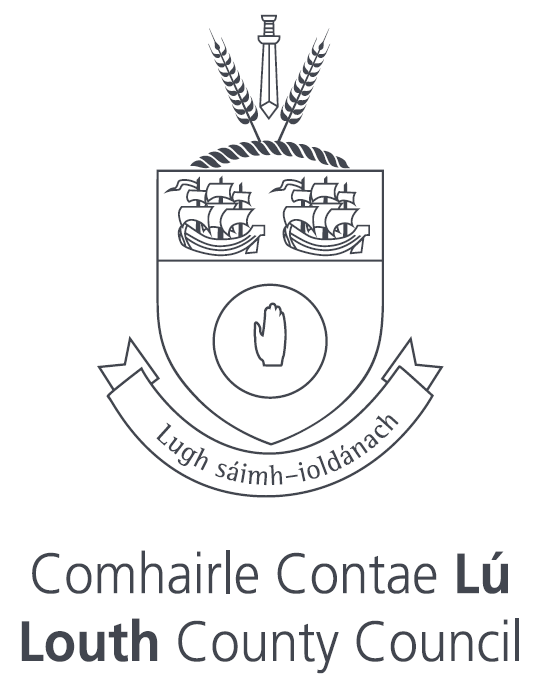 Lugh sáimh-ioldánach
Comhairle Contae Lú
Louth County Council